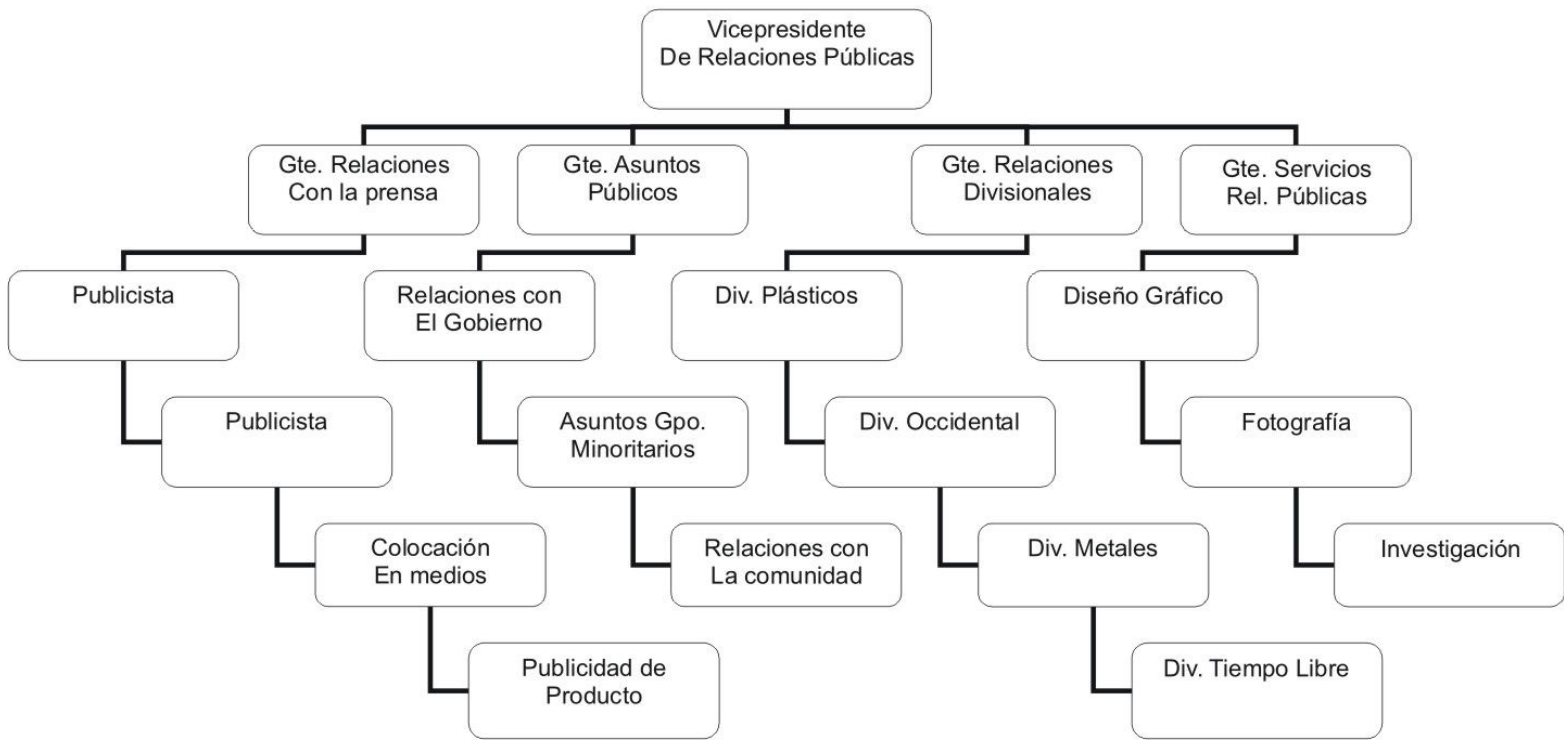 Vicepresidente
De Relaciones Públicas
Gte. Relaciones
Con la prensa
Gte. Asuntos
Públicos
Gte. Relaciones
Divisionales
Gte. Servicios
Rel. Públicas
Publicista
Relaciones con
El Gobierno
Div. Plásticos
Diseño Gráfico
Publicista
Asuntos Gpo.
Minoritarios
Div. Occidental
Fotografía
Colocación
En medios
Relaciones con
La comunidad
Div. Metales
Investigación
Publicidad de
Producto
Div. Tiempo Libre